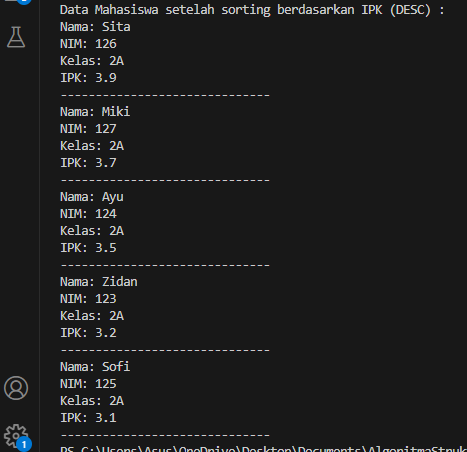 Data Mahasiswa setelah sorting berdasarkan IPK (DESC) :
Nama: Sita
NIM: 126
Kelas: 2A
IPK: 3.9
------------------------------
Nama: Miki
NIM: 127
Kelas: 2A
IPK: 3.7
------------------------------
Nama: Ayu
NIM: 124
Kelas: 2A
IPK: 3.5
------------------------------
Nama: Zidan
NIM: 123
Kelas: 2A
IPK: 3.2
------------------------------
Nama: Sofi
NIM: 125
Kelas: 2A
IPK: 3.1
------------------------------
1
PS C:\Users\Asus\OneDrive\Desktop\Documents\AlgoritmaStruk